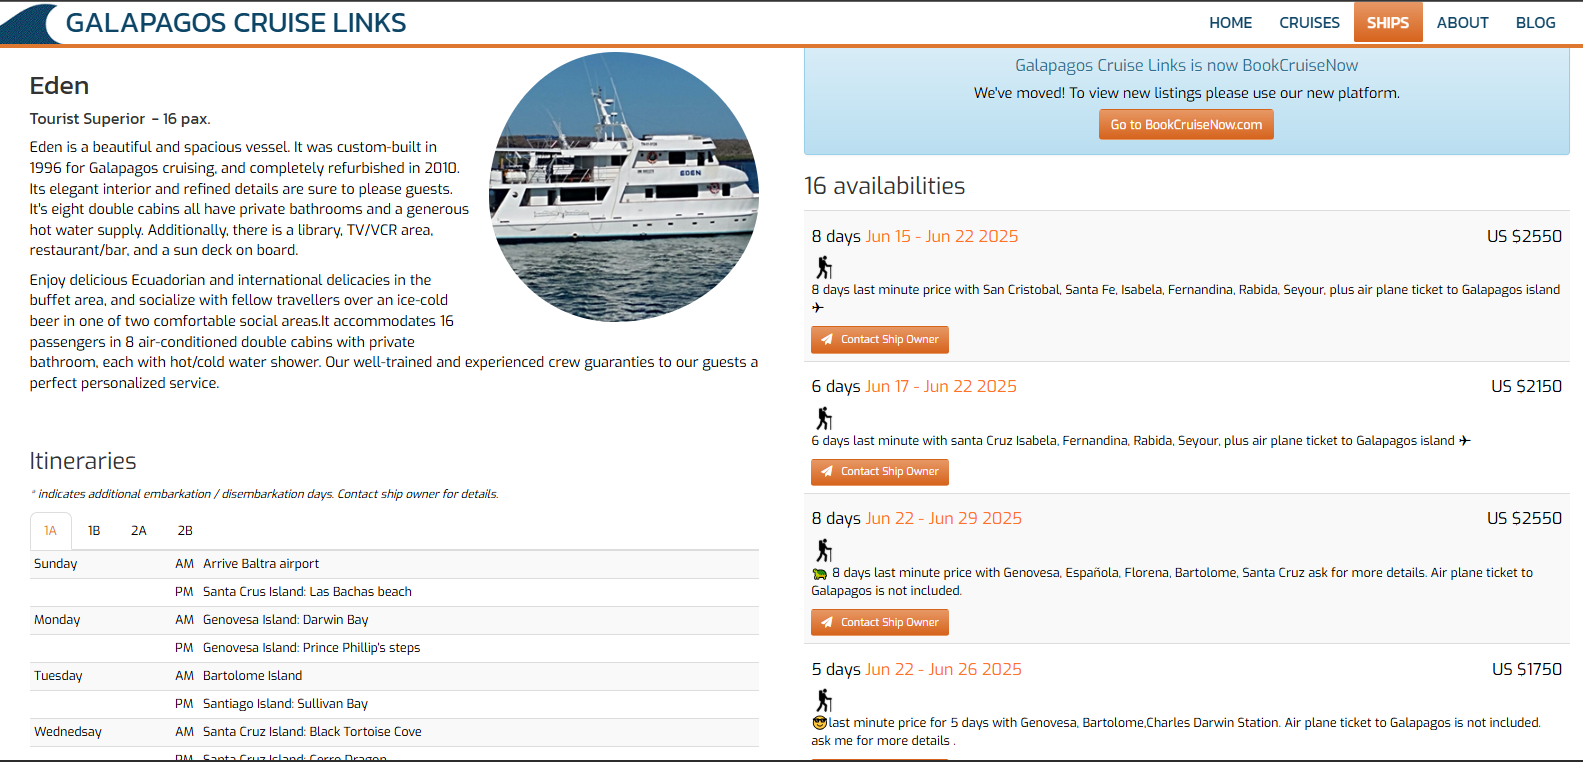 GALAPAGOS CRUISE LINKS
HOME CRUISES SHIPS ABOUT BLOG
Eden
Tourist Superior - 16 pax.
Eden is a beautiful and spacious vessel. It was custom-built in
1996 for Galapagos cruising, and completely refurbished in 2010.
Its elegant interior and refined details are sure to please guests.
It's eight double cabins all have private bathrooms and a generous
hot water supply. Additionally, there is a library, TV/VCR area,
restaurant/bar, and a sun deck on board.
Enjoy delicious Ecuadorian and international delicacies in the
buffet area, and socialize with fellow travellers over an ice-cold
beer in one of two comfortable social areas.It accommodates 16
passengers in 8 air-conditioned double cabins with private
bathroom, each with hot/cold water shower. Our well-trained and experienced crew guaranties to our guests a
perfect personalized service.
EDEN
Itineraries
* indicates additional embarkation / disembarkation days. Contact ship owner for details.
1A 1B 2A 2B
Sunday AM Arrive Baltra airport
PM Santa Crus Island: Las Bachas beach
Monday AM Genovesa Island: Darwin Bay
PM Genovesa Island: Prince Phillip's steps
Tuesday AM Bartolome Island
PM Santiago Island: Sullivan Bay
Wednedsay AM Santa Cruz Island: Black Tortoise Cove
PM Santa Cruz Island: Cerro Dragon
Galapagos Cruise Links is now BookCruiseNow
We've moved! To view new listings please use our new platform.
Go to BookCruiseNow.com
16 availabilities
8 days Jun 15 - Jun 22 2025 US $2550
8 days last minute price with San Cristobal, Santa Fe, Isabela, Fernandina, Rabida, Seyour, plus air plane ticket to Galapagos island
✈
Contact Ship Owner
6 days Jun 17 - Jun 22 2025 US $2150
6 days last minute with santa Cruz Isabela, Fernandina, Rabida, Seyour, plus air plane ticket to Galapagos island ✈
Contact Ship Owner
8 days Jun 22 - Jun 29 2025 US $2550
🐢 8 days last minute price with Genovesa, Española, Florena, Bartolome, Santa Cruz ask for more details. Air plane ticket to
Galapagos is not included.
Contact Ship Owner
5 days Jun 22 - Jun 26 2025 US $1750
😎last minute price for 5 days with Genovesa, Bartolome,Charles Darwin Station. Air plane ticket to Galapagos is not included.
ask me for more details .